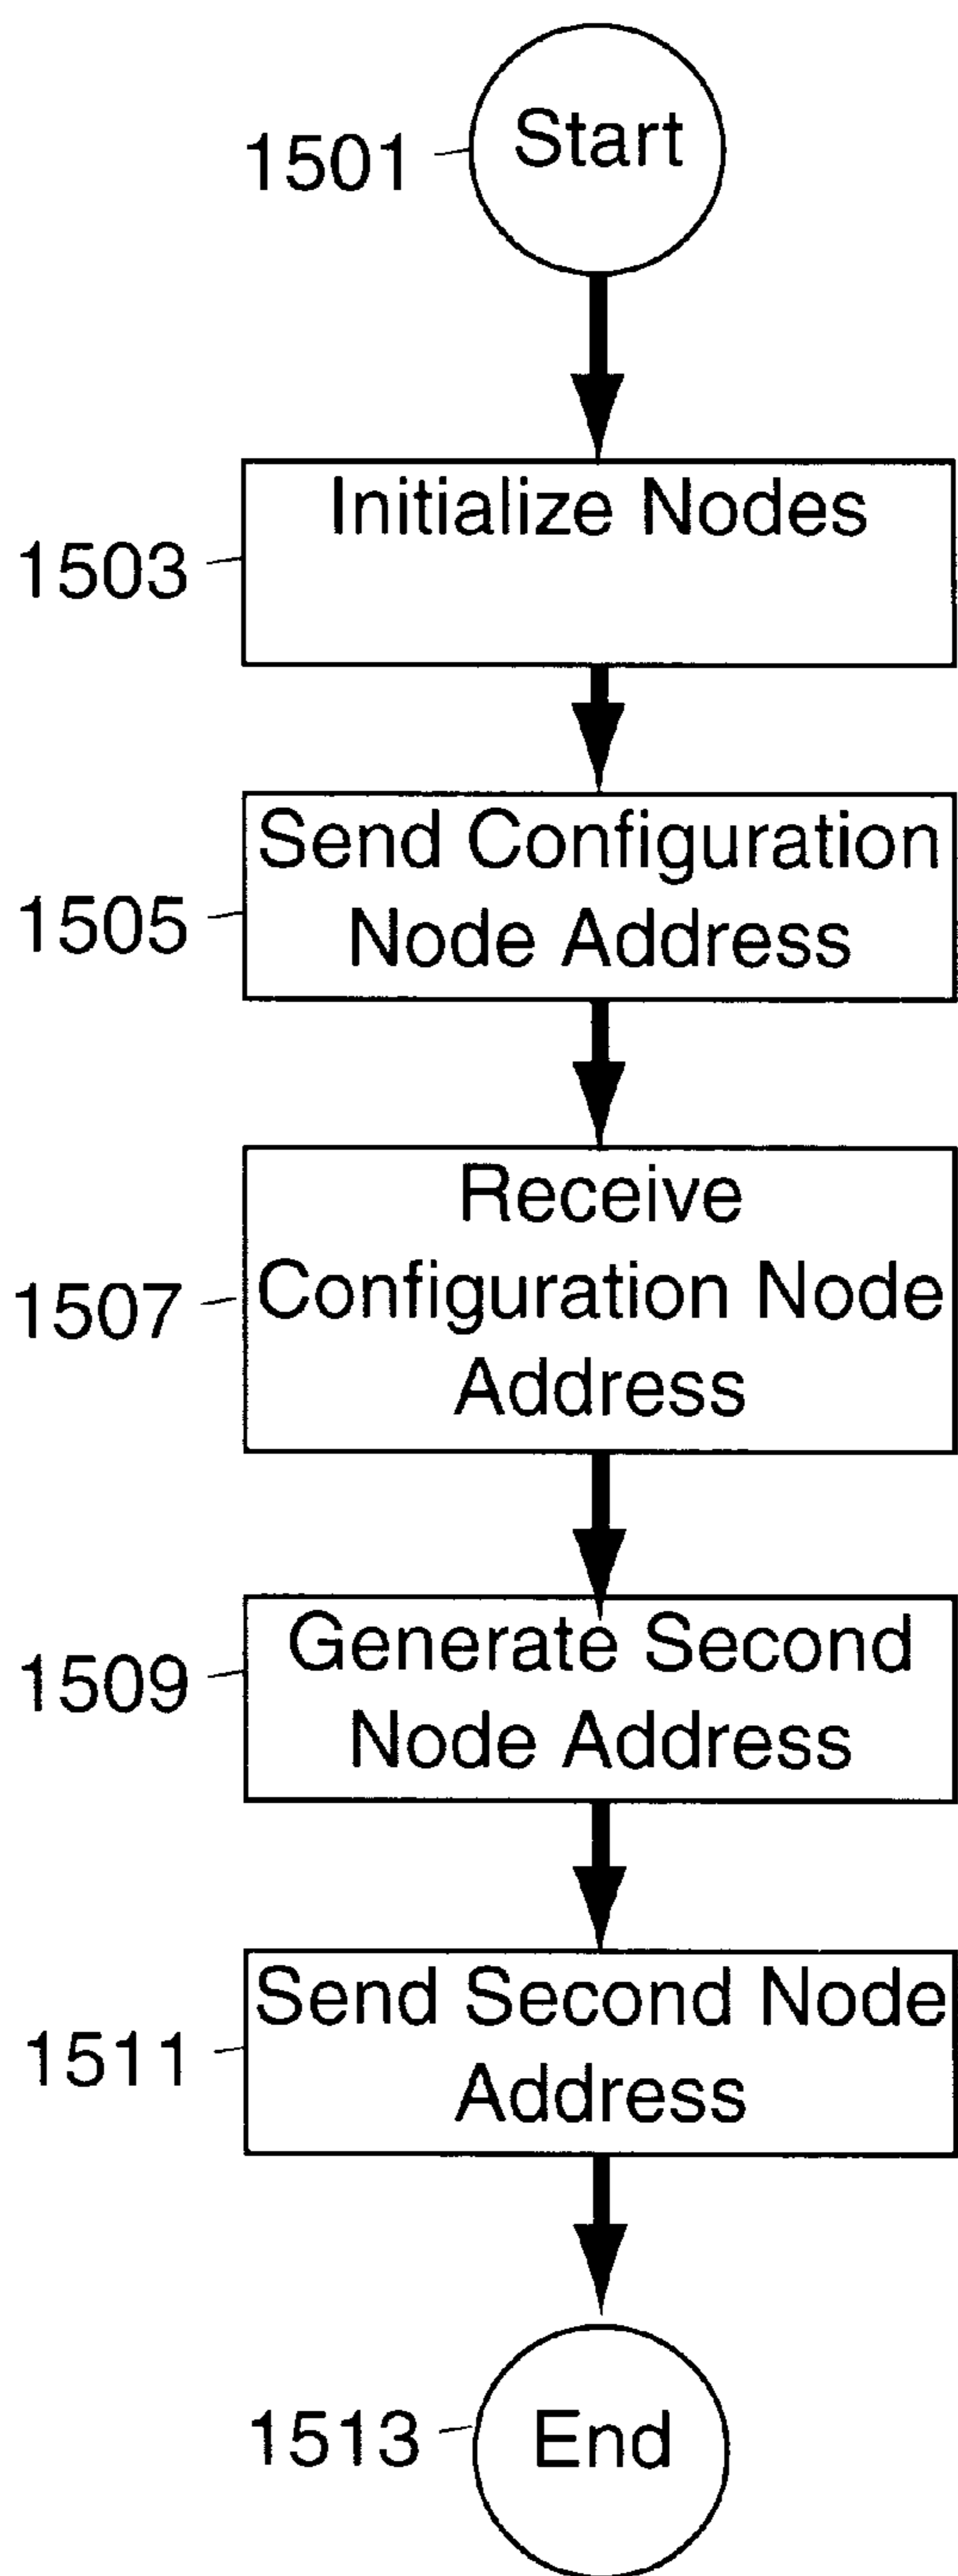 Start
1501
Initialize Nodes
1503
Send Configuration
Node Address
1505
Receive
Configuration Node
Address
1507
Generate Second
Node Address
1509
Send Second Node
Address
1511
End
1513